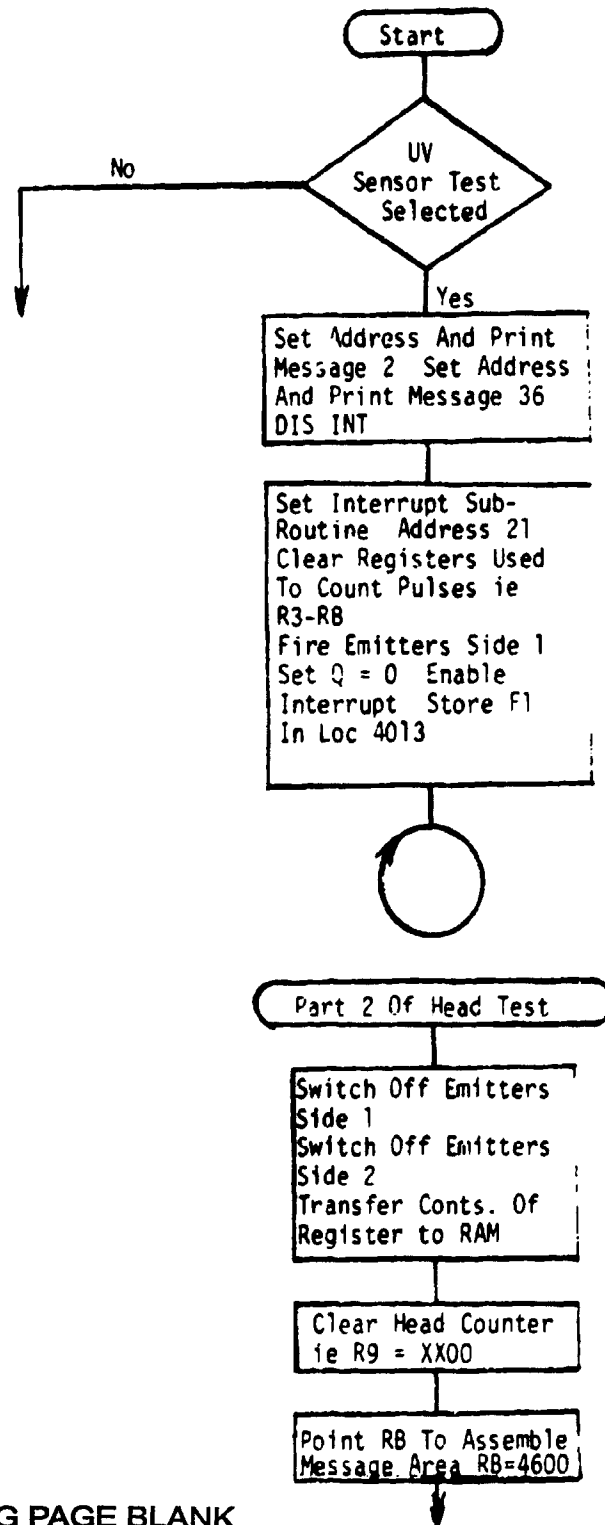 Start
UV
Sensor Test
Selected
No
Yes
Set Address And Print
Message 2 Set Address
And Print Message 36
DIS INT
Set Interrupt Sub-
Routine Address 21
Clear Registers Used
To Count Pulses ie
R3-R8
Fire Emitters Side 1
Set Q = 0 Enable
Interrupt Store F1
In Loc 4013
Part 2 Of Head Test
Switch Off Emitters
Side 1
Switch Off Emitters
Side 2
Transfer Conts. Of
Register to RAM
Clear Head Counter
ie R9 = XX00
Point RB To Assemble
Message Area RB=4600
G PAGE BLANK